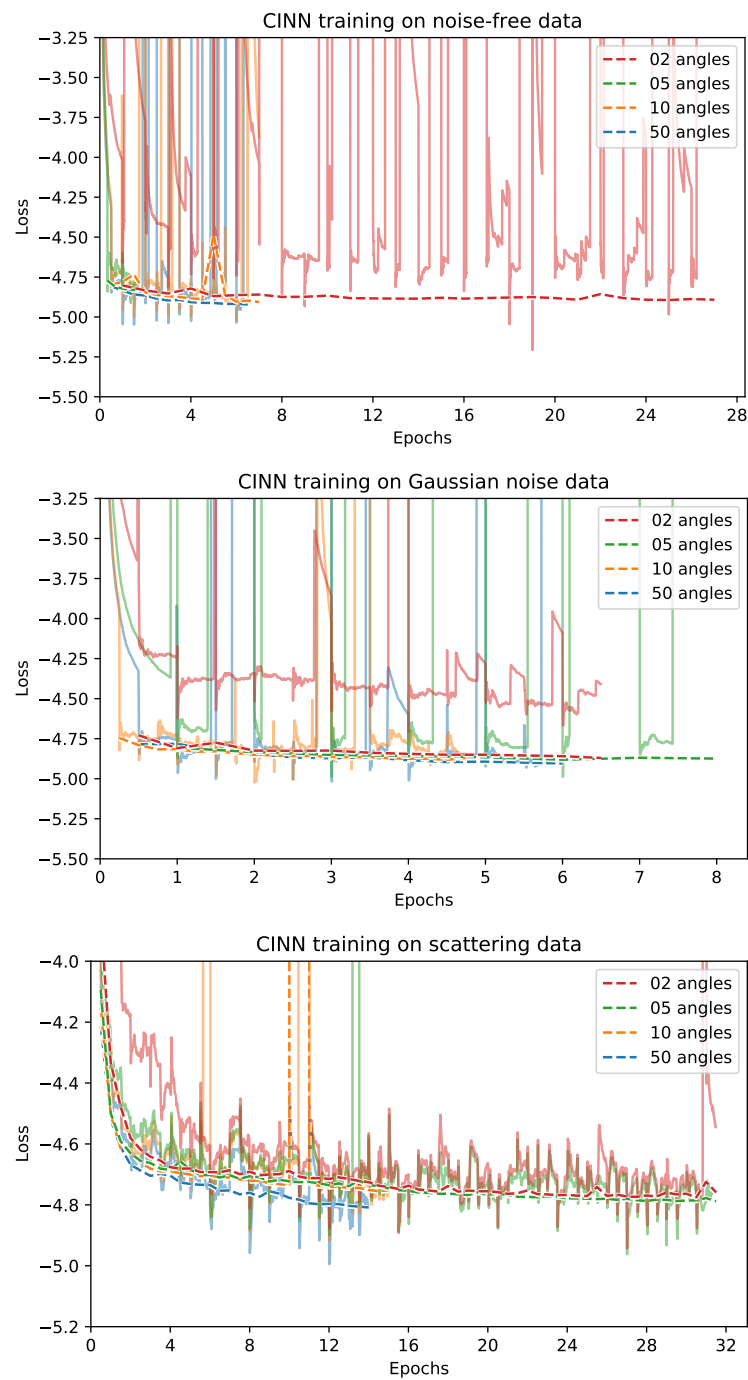 CINN training on noise-free data
−3.25
−3.50
−3.75
−4.00
−4.25
−4.50
−4.75
−5.00
−5.25
−5.50
Loss
02 angles
05 angles
10 angles
50 angles
0 4 8 12 16 20 24 28
Epochs
CINN training on Gaussian noise data
−3.25
−3.50
−3.75
−4.00
−4.25
−4.50
−4.75
−5.00
−5.25
−5.50
Loss
02 angles
05 angles
10 angles
50 angles
0 1 2 3 4 5 6 7 8
Epochs
CINN training on scattering data
−4.0
−4.2
−4.4
−4.6
−4.8
−5.0
−5.2
Loss
02 angles
05 angles
10 angles
50 angles
0 4 8 12 16 20 24 28 32
Epochs